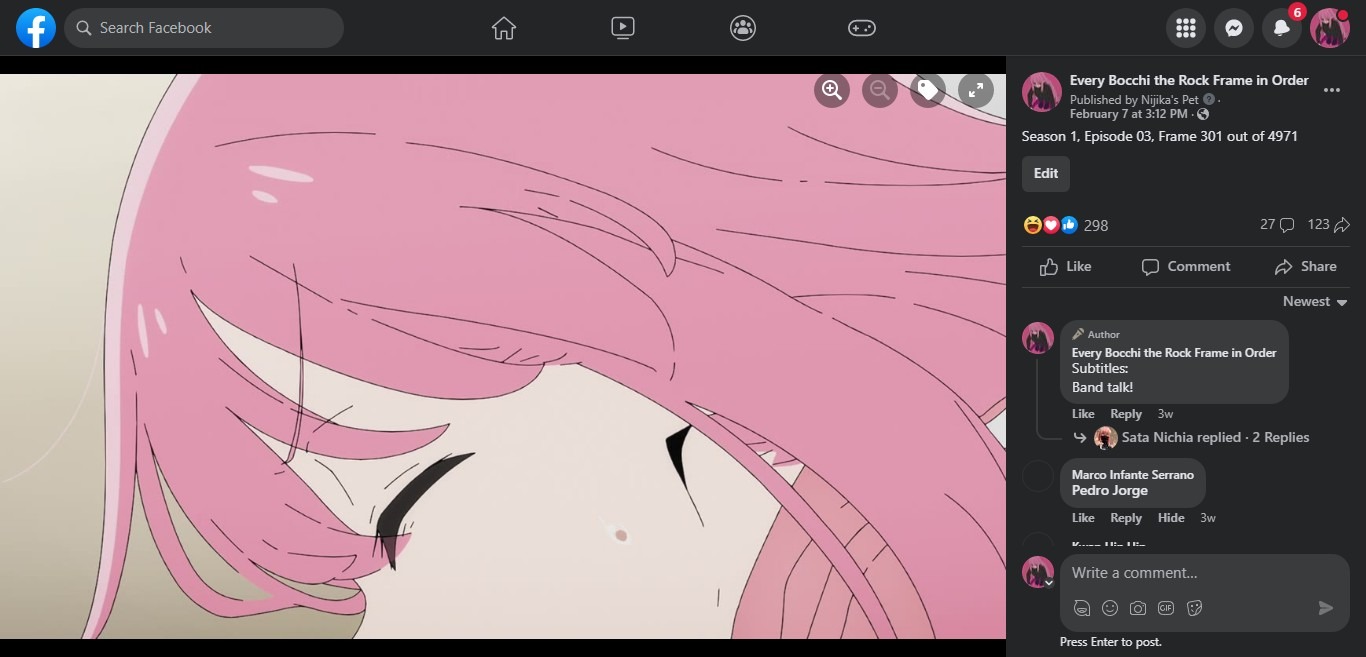 Search Facebook
6
Every Bocchi the Rock Frame in Order
Published by Nijika's Pet ·
February 7 at 3:12 PM ·
Season 1, Episode 03, Frame 301 out of 4971
Edit
298
27
123
Like
Comment
Share
Newest
Author
Every Bocchi the Rock Frame in Order
Subtitles:
Band talk!
Like Reply 3w
Sata Nichia replied · 2 Replies
Marco Infante Serrano
Pedro Jorge
Like Reply Hide 3w
Write a comment...
GIF
Press Enter to post.